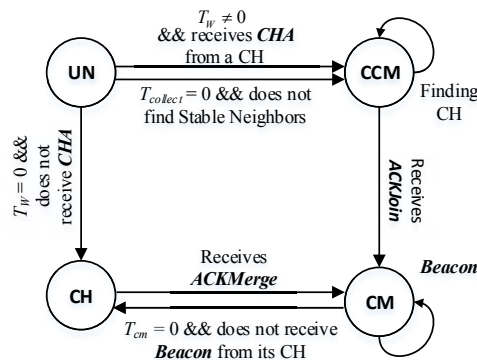 T_W ≠ 0
&& receives CHA
from a CH
UN
CCM
T_collect = 0 && does not
find Stable Neighbors
Finding
CH
T_W = 0 &&
does not
receive CHA
Receives
ACKJoin
Receives
ACKMerge
Beacon
CH
CM
T_cm = 0 && does not receive
Beacon from its CH